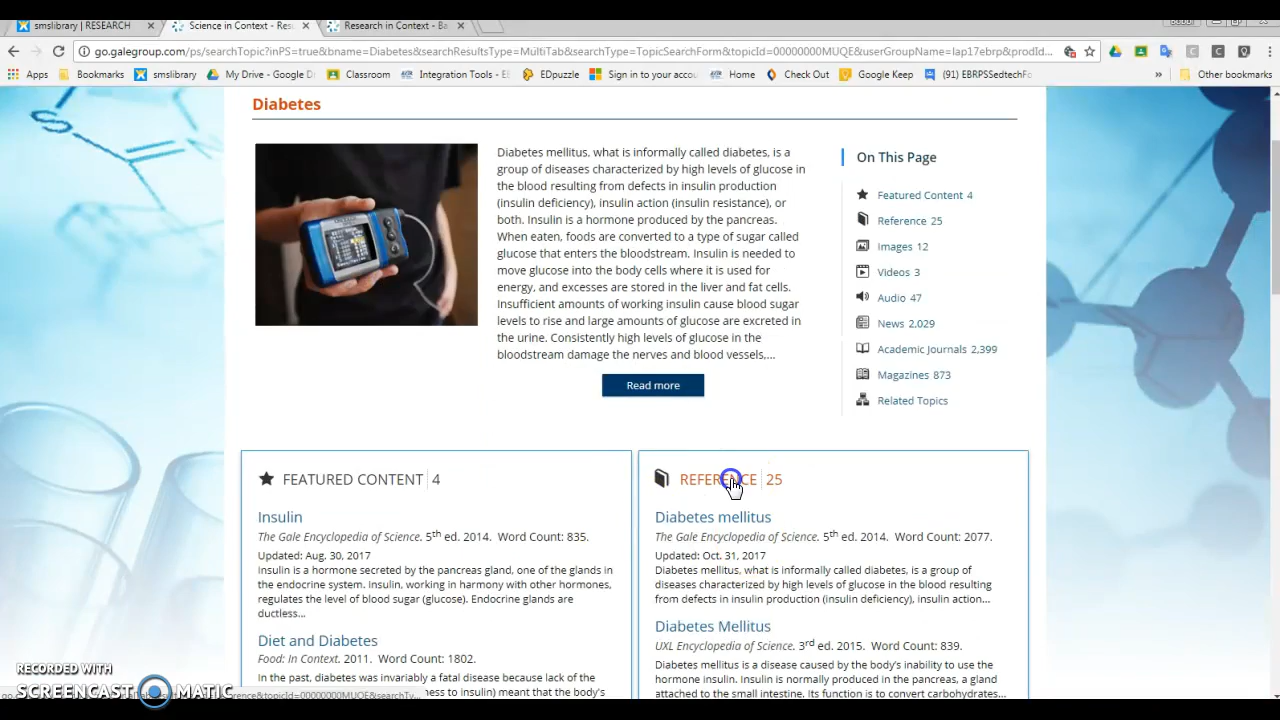 smslibrary | RESEARCH
Science in Context - Res
Research in Context - Ba
go.galegroup.com/ps/searchTopic?inPS=true&bname=Diabetes&searchResultsType=MultiTab&searchType=TopicSearchForm&topicId=00000000MUQE&userGroupName=lap17ebrp&prodId...
Apps Bookmarks smslibrary My Drive - Google D Classroom Integration Tools - E EDpuzzle Sign in to your acco Home Check Out Google Keep (91) EBRPSSedtechFo » Other bookmarks
Diabetes
Diabetes mellitus, what is informally called diabetes, is a
group of diseases characterized by high levels of glucose in
the blood resulting from defects in insulin production
(insulin deficiency), insulin action (insulin resistance), or
both. Insulin is a hormone produced by the pancreas.
When eaten, foods are converted to a type of sugar called
glucose that enters the bloodstream. Insulin is needed to
move glucose into the body cells where it is used for
energy, and excesses are stored in the liver and fat cells.
Insufficient amounts of working insulin cause blood sugar
levels to rise and large amounts of glucose are excreted in
the urine. Consistently high levels of glucose in the
bloodstream damage the nerves and blood vessels,...
Read more
On This Page
Featured Content 4
Reference 25
Images 12
Videos 3
Audio 47
News 2,029
Academic Journals 2,399
Magazines 873
Related Topics
FEATURED CONTENT | 4
Insulin
The Gale Encyclopedia of Science. 5th ed. 2014. Word Count: 835.
Updated: Aug. 30, 2017
Insulin is a hormone secreted by the pancreas gland, one of the glands in
the endocrine system. Insulin, working in harmony with other hormones,
regulates the level of blood sugar (glucose). Endocrine glands are
ductless...
Diet and Diabetes
Food: In Context. 2011. Word Count: 1802.
In the past, diabetes was invariably a fatal disease because lack of the
ness to insulin) meant that the body's
REFERENCE | 25
Diabetes mellitus
The Gale Encyclopedia of Science. 5th ed. 2014. Word Count: 2077.
Updated: Oct. 31, 2017
Diabetes mellitus, what is informally called diabetes, is a group of
diseases characterized by high levels of glucose in the blood resulting
from defects in insulin production (insulin deficiency), insulin action...
Diabetes Mellitus
UXL Encyclopedia of Science. 3rd ed. 2015. Word Count: 839.
Diabetes mellitus is a disease caused by the body's inability to use the
hormone insulin. Insulin is normally produced in the pancreas, a gland
attached to the small intestine. Its function is to convert carbohydrates...
RECORDED WITH
SCREENCAST MATIC